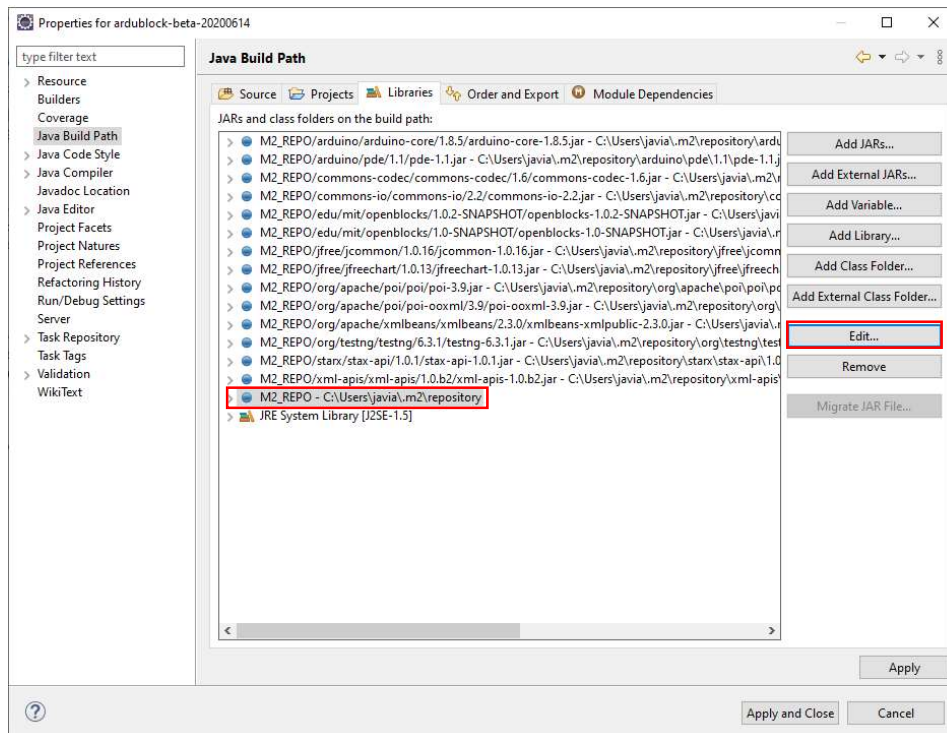 Properties for ardublock-beta-20200614
type filter text
Resource
Builders
Coverage
Java Build Path
Java Code Style
Java Compiler
Javadoc Location
Java Editor
Project Facets
Project Natures
Project References
Refactoring History
Run/Debug Settings
Server
Task Repository
Task Tags
Validation
WikiText
Java Build Path
Source Projects Libraries Order and Export Module Dependencies
JARs and class folders on the build path:
M2_REPO/arduino/arduino-core/1.8.5/arduino-core-1.8.5.jar - C:\Users\javia\.m2\repository\ardu
M2_REPO/arduino/pde/1.1/pde-1.1.jar - C:\Users\javia\.m2\repository\arduino\pde\1.1\pde-1.1.j
M2_REPO/commons-codec/commons-codec/1.6/commons-codec-1.6.jar - C:\Users\javia\.m2\r
M2_REPO/commons-io/commons-io/2.2/commons-io-2.2.jar - C:\Users\javia\.m2\repository\co
M2_REPO/edu/mit/openblocks/1.0.2-SNAPSHOT/openblocks-1.0.2-SNAPSHOT.jar - C:\Users\javi
M2_REPO/edu/mit/openblocks/1.0-SNAPSHOT/openblocks-1.0-SNAPSHOT.jar - C:\Users\javia\.r
M2_REPO/jfree/jcommon/1.0.16/jcommon-1.0.16.jar - C:\Users\javia\.m2\repository\jfree\jcomn
M2_REPO/jfree/jfreechart/1.0.13/jfreechart-1.0.13.jar - C:\Users\javia\.m2\repository\jfree\jfreech
M2_REPO/org/apache/poi/poi/poi-3.9.jar - C:\Users\javia\.m2\repository\org\apache\poi\poi\po
M2_REPO/org/apache/poi/poi-ooxml/3.9/poi-ooxml-3.9.jar - C:\Users\javia\.m2\repository\org\
M2_REPO/org/apache/xmlbeans/xmlbeans/2.3.0/xmlbeans-xmlpublic-2.3.0.jar - C:\Users\javia\.r
M2_REPO/org/testng/testng/6.3.1/testng-6.3.1.jar - C:\Users\javia\.m2\repository\org\testng\test
M2_REPO/starx/stax-api/1.0.1/stax-api-1.0.1.jar - C:\Users\javia\.m2\repository\starx\stax-api\1.0
M2_REPO/xml-apis/xml-apis/1.0.b2/xml-apis-1.0.b2.jar - C:\Users\javia\.m2\repository\xml-apis\
M2_REPO - C:\Users\javia\.m2\repository
JRE System Library [J2SE-1.5]
Add JARs...
Add External JARs...
Add Variable...
Add Library...
Add Class Folder...
Add External Class Folder...
Edit...
Remove
Migrate JAR File...
Apply
Apply and Close Cancel